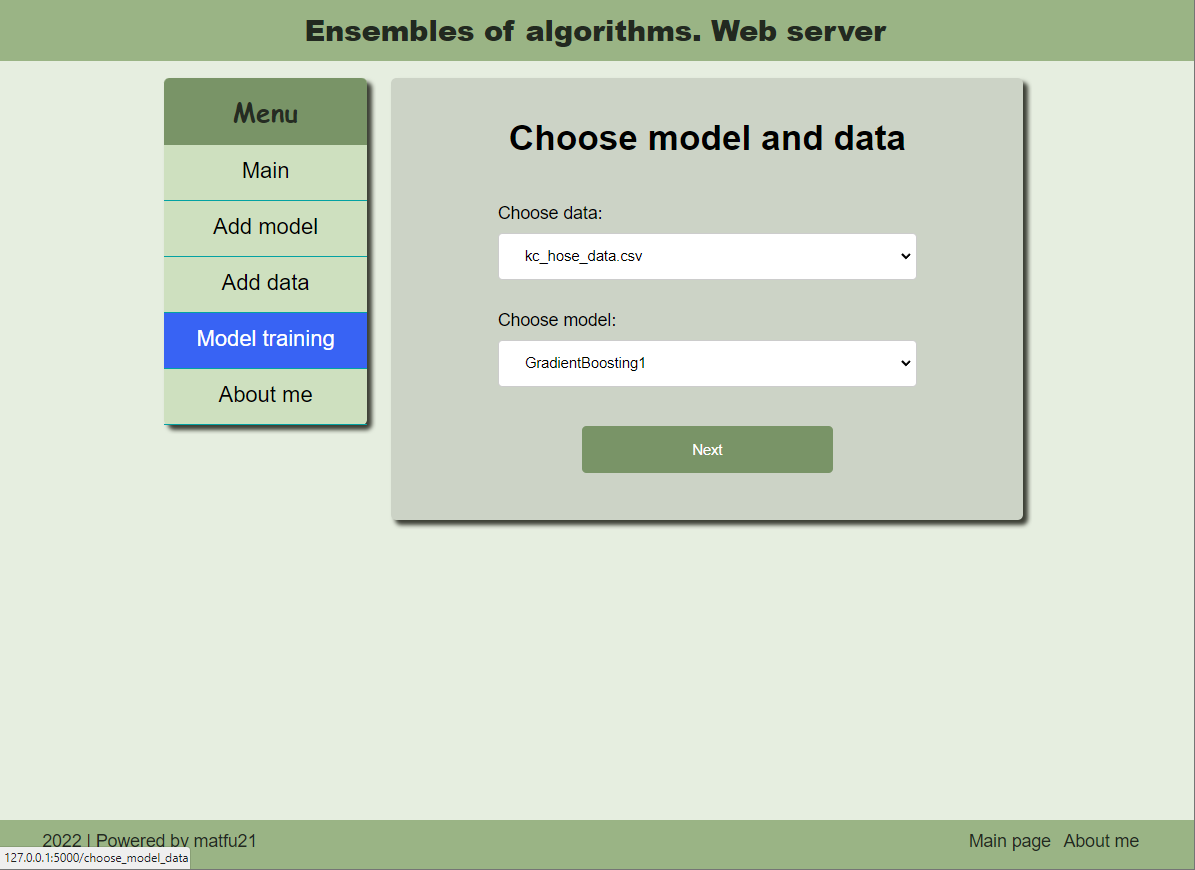 Ensembles of algorithms. Web server
Menu
Main
Add model
Add data
Model training
About me
Choose model and data
Choose data:
kc_hose_data.csv
Choose model:
GradientBoosting1
Next
2022 | Powered by matfu21
Main page About me
127.0.0.1:5000/choose_model_data